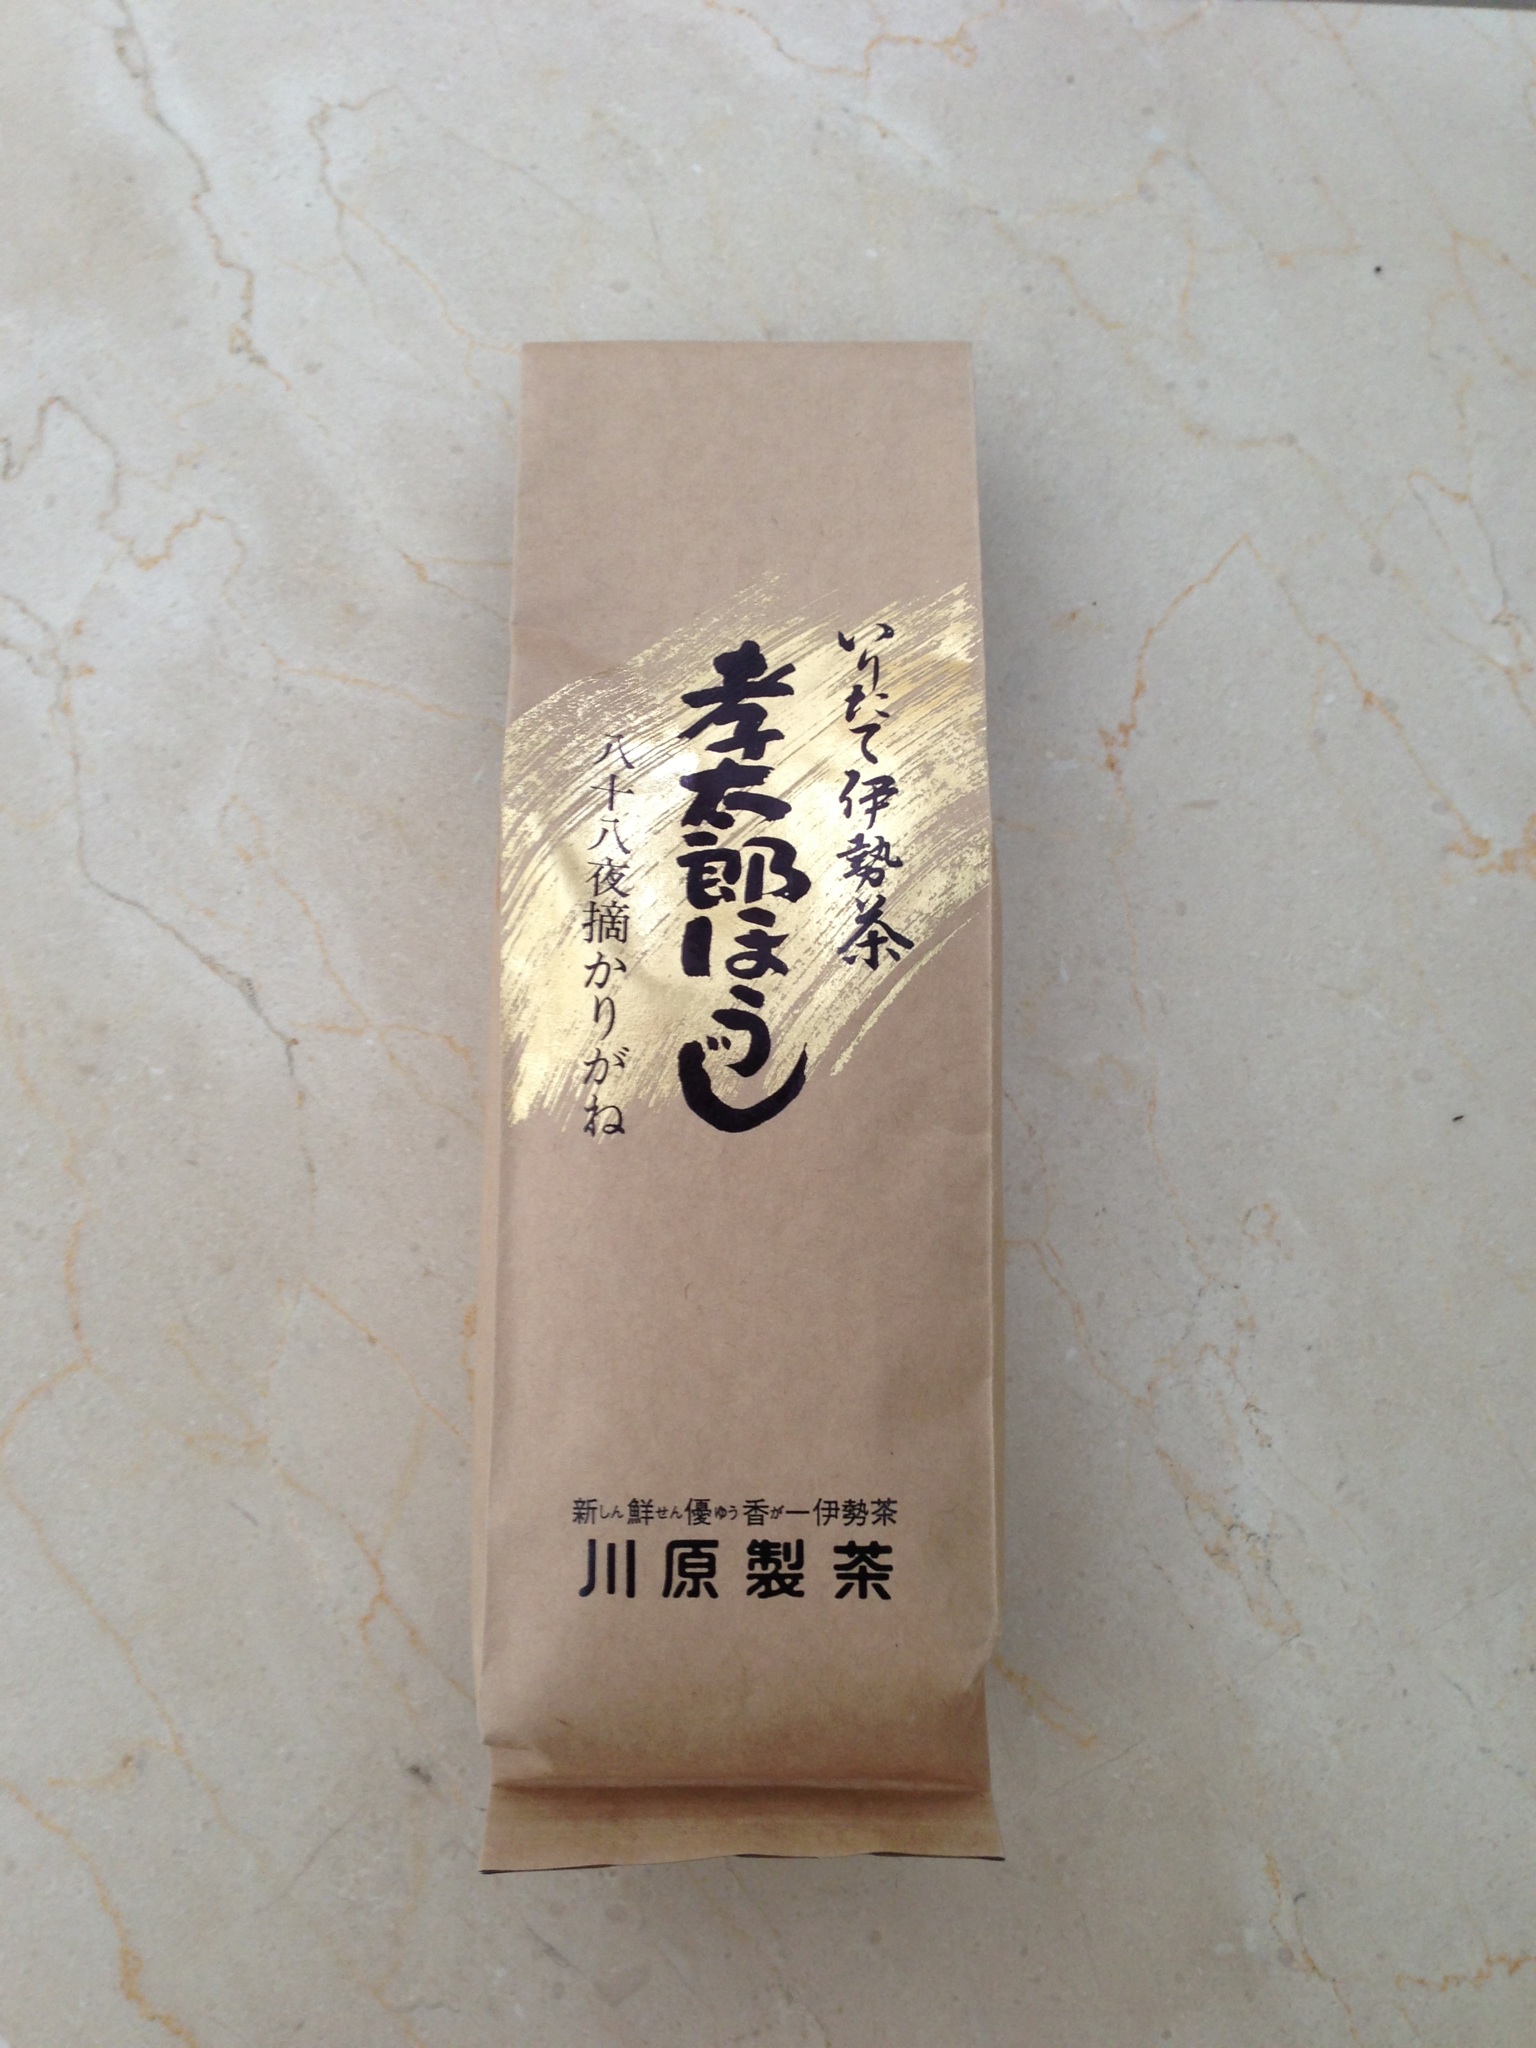 いりたて伊勢茶
孝太郎ほうじ
八十八夜摘かりがね
新しん鮮せん優ゆう香が一伊勢茶
川原製茶